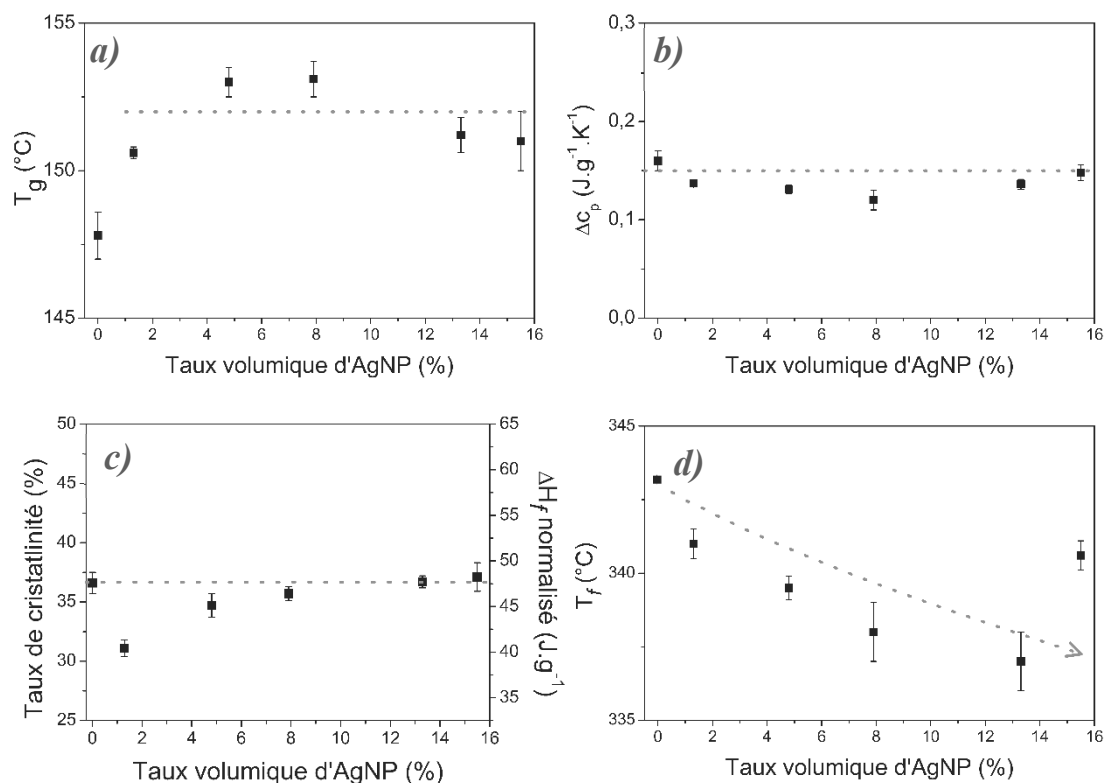 a)
155
150
145
T_g (°C)
0 2 4 6 8 10 12 14 16
Taux volumique d'AgNP (%)
b)
0,3
0,2
0,1
0,0
Δc_p (J.g⁻¹.K⁻¹)
0 2 4 6 8 10 12 14 16
Taux volumique d'AgNP (%)
c)
50
45
40
35
30
25
Taux de cristatlinité (%)
65
60
55
50
45
40
35
ΔH_f normalisé (J.g⁻¹)
0 2 4 6 8 10 12 14 16
Taux volumique d'AgNP (%)
d)
345
340
335
T_f (°C)
0 2 4 6 8 10 12 14 16
Taux volumique d'AgNP (%)